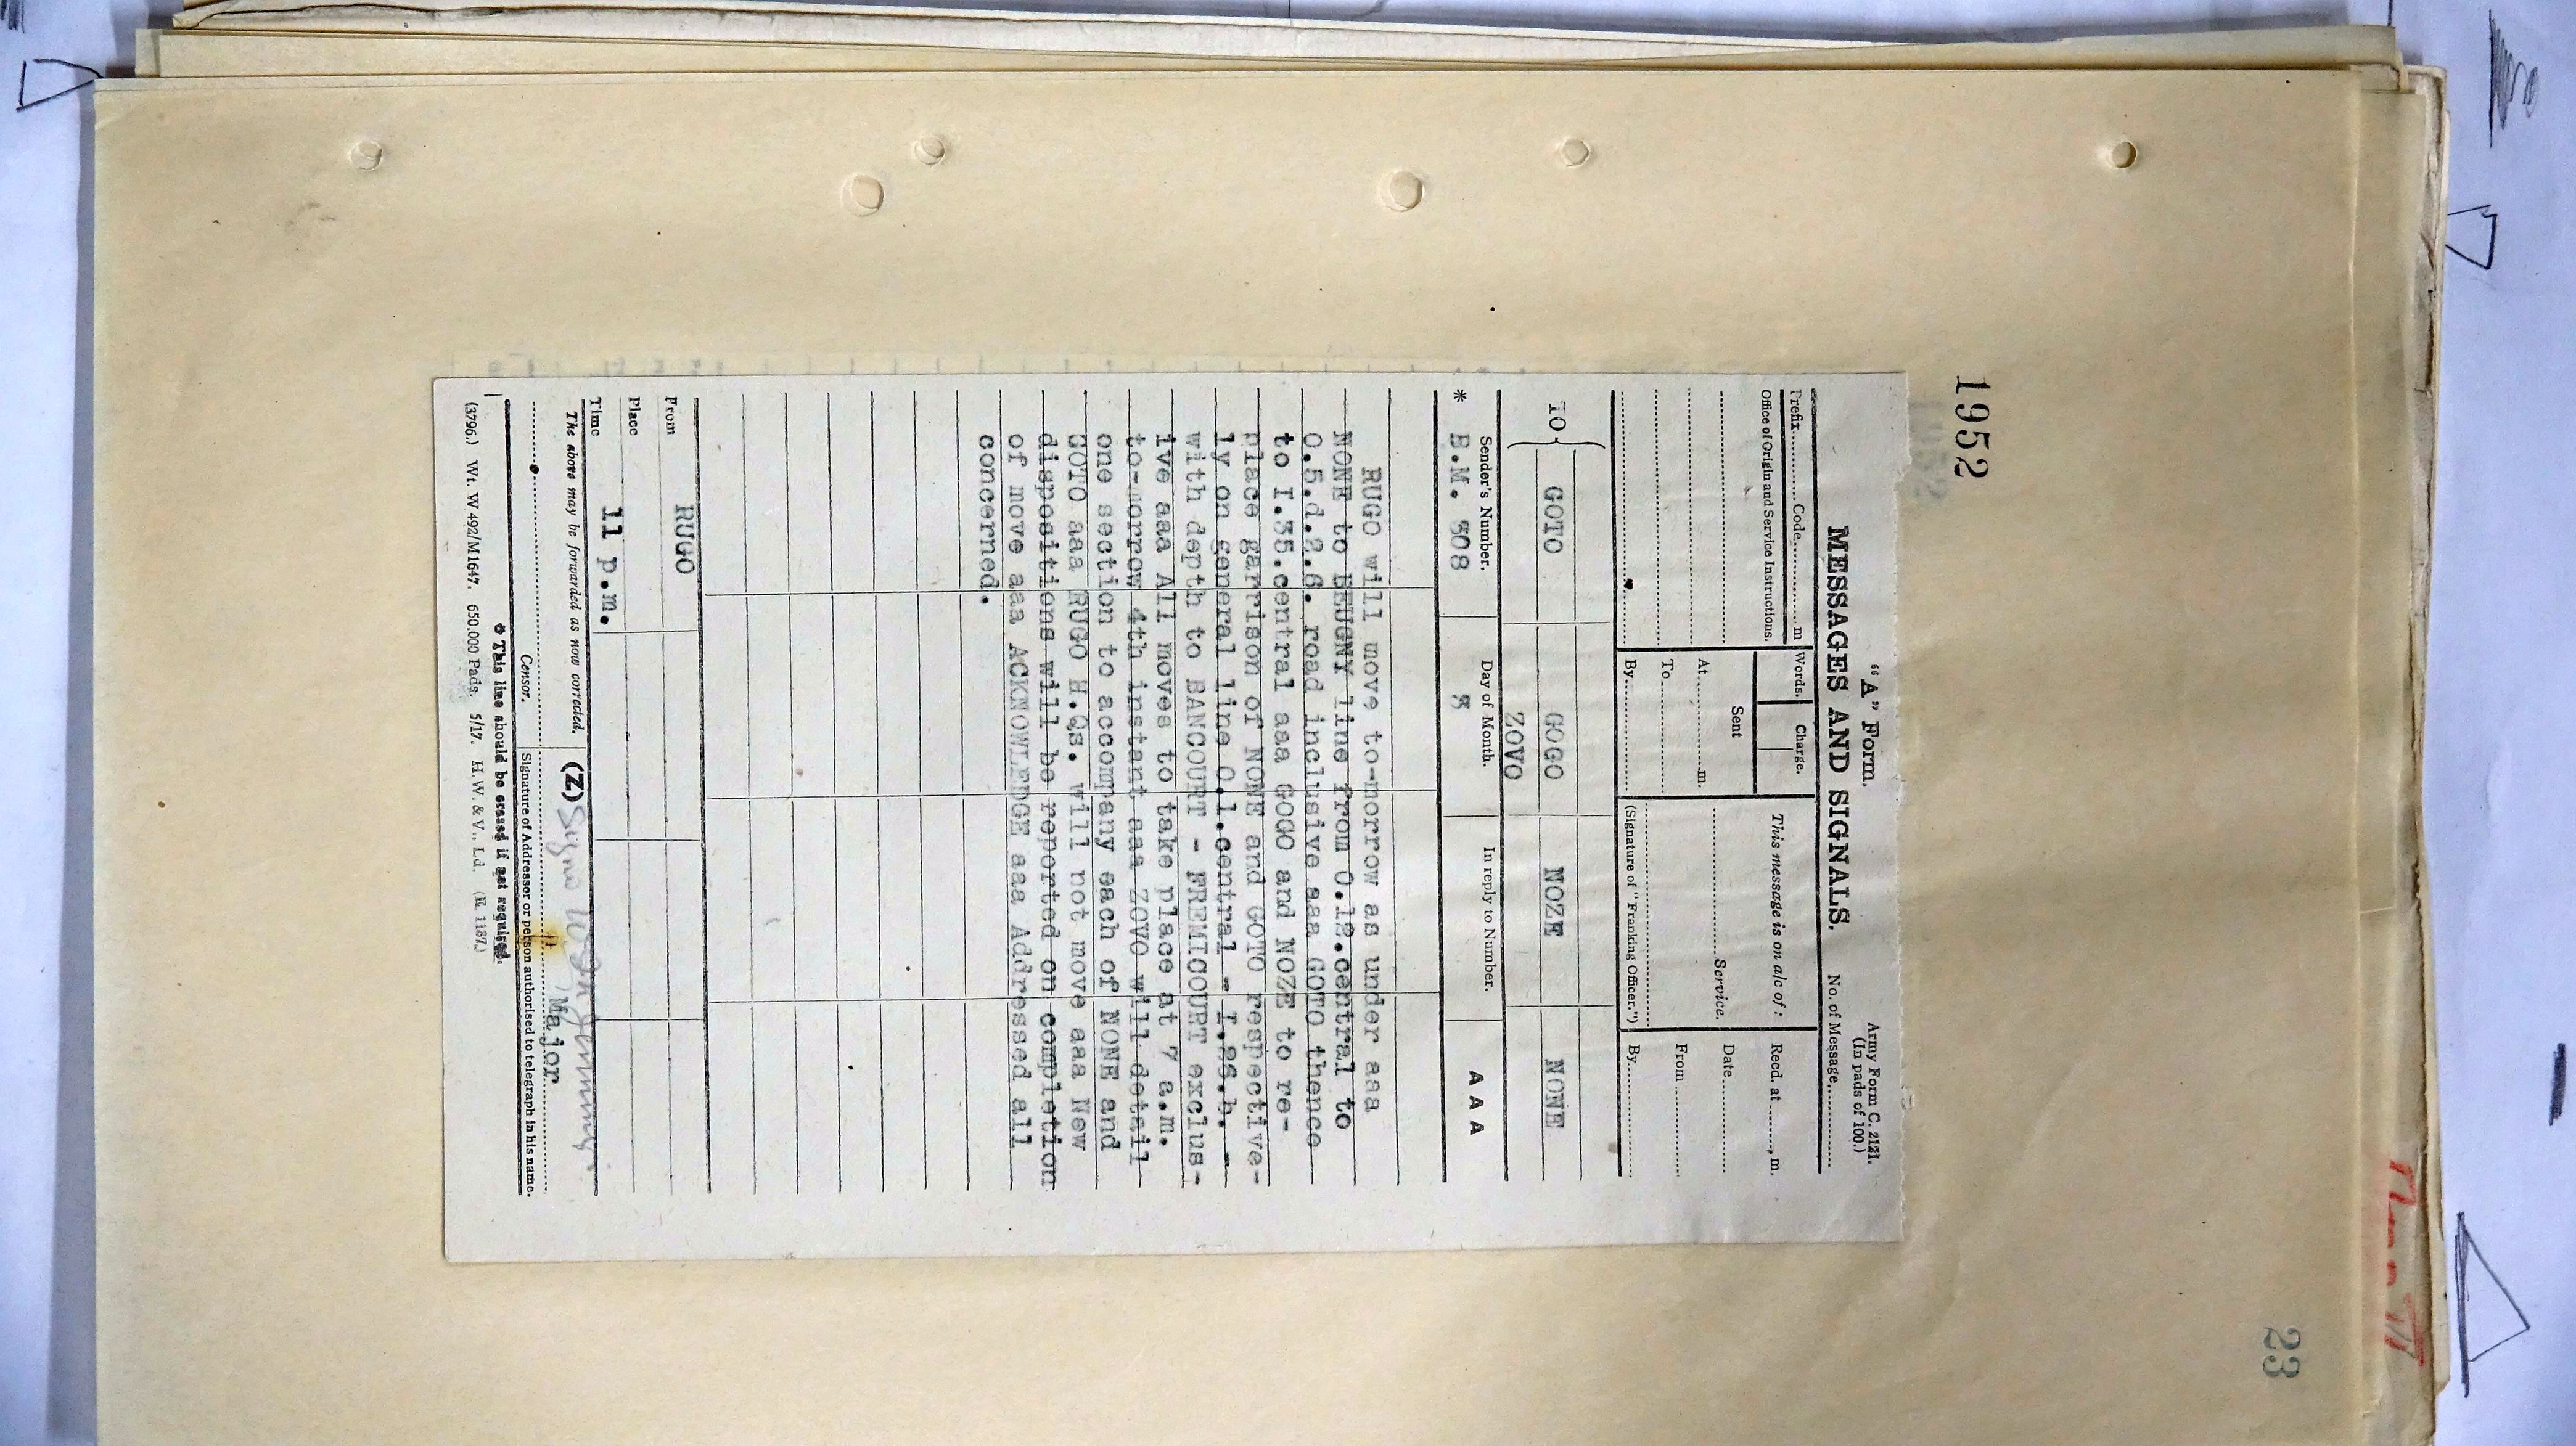 1952
23
"A" Form.
Army Form C. 2121.
(In pads of 100.)
MESSAGES AND SIGNALS.
No. of Message..........
Prefix..........Code..........m
Words.
Charge.
This message is on a/c of:
Recd. at..........m.
Office of Origin and Service Instructions.
Sent
..........Service.
Date..........
At..........m.
From..........
To..........
By..........
(Signature of "Franking Officer.")
By..........
TO
GOTO GOGO NOZE NONE
ZOVO
Sender's Number. Day of Month. In reply to Number.
* B.M. 308 3 A A A
RUGO will move to-morrow as under aaa
NONE to BEUGNY line from O.12.central to
O.5.d.2.6. road inclusive aaa GOTO thence
to I.35.central aaa GOGO and NOZE to re-
place garrison of NONE and GOTO respective-
ly on general line O.1.central - I.26.b. -
with depth to BANCOURT - FREMICOURT exclus-
ive aaa All moves to take place at 7 a.m.
to-morrow 4th instant aaa ZOVO will detail
one section to accompany each of NONE and
GOTO aaa RUGO H.Qs. will not move aaa New
dispositions will be reported on completion
of move aaa ACKNOWLEDGE aaa Addressed all
concerned.
From RUGO
Place
Time 11 p.m.
The above may be forwarded as now corrected. (Z)
Major
Censor. Signature of Addressor or person authorised to telegraph in his name.
* This line should be erased if not required.
(3796.) Wt. W 492/M1647. 650,000 Pads. 5/17. H.W. & V., Ld. (E. 1187.)